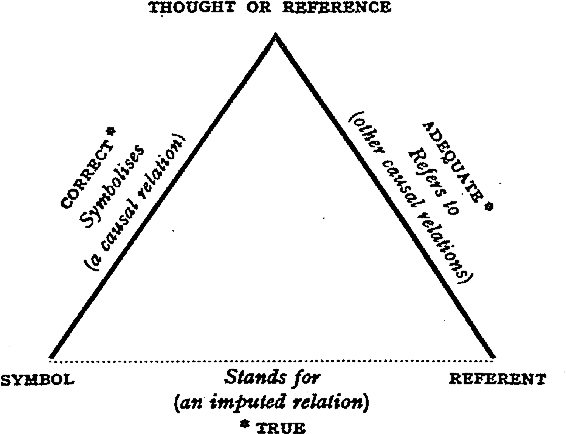 THOUGHT OR REFERENCE
CORRECT *
Symbolises
(a causal relation)
ADEQUATE *
Refers to
(other causal relations)
SYMBOL
Stands for
(an imputed relation)
* TRUE
REFERENT